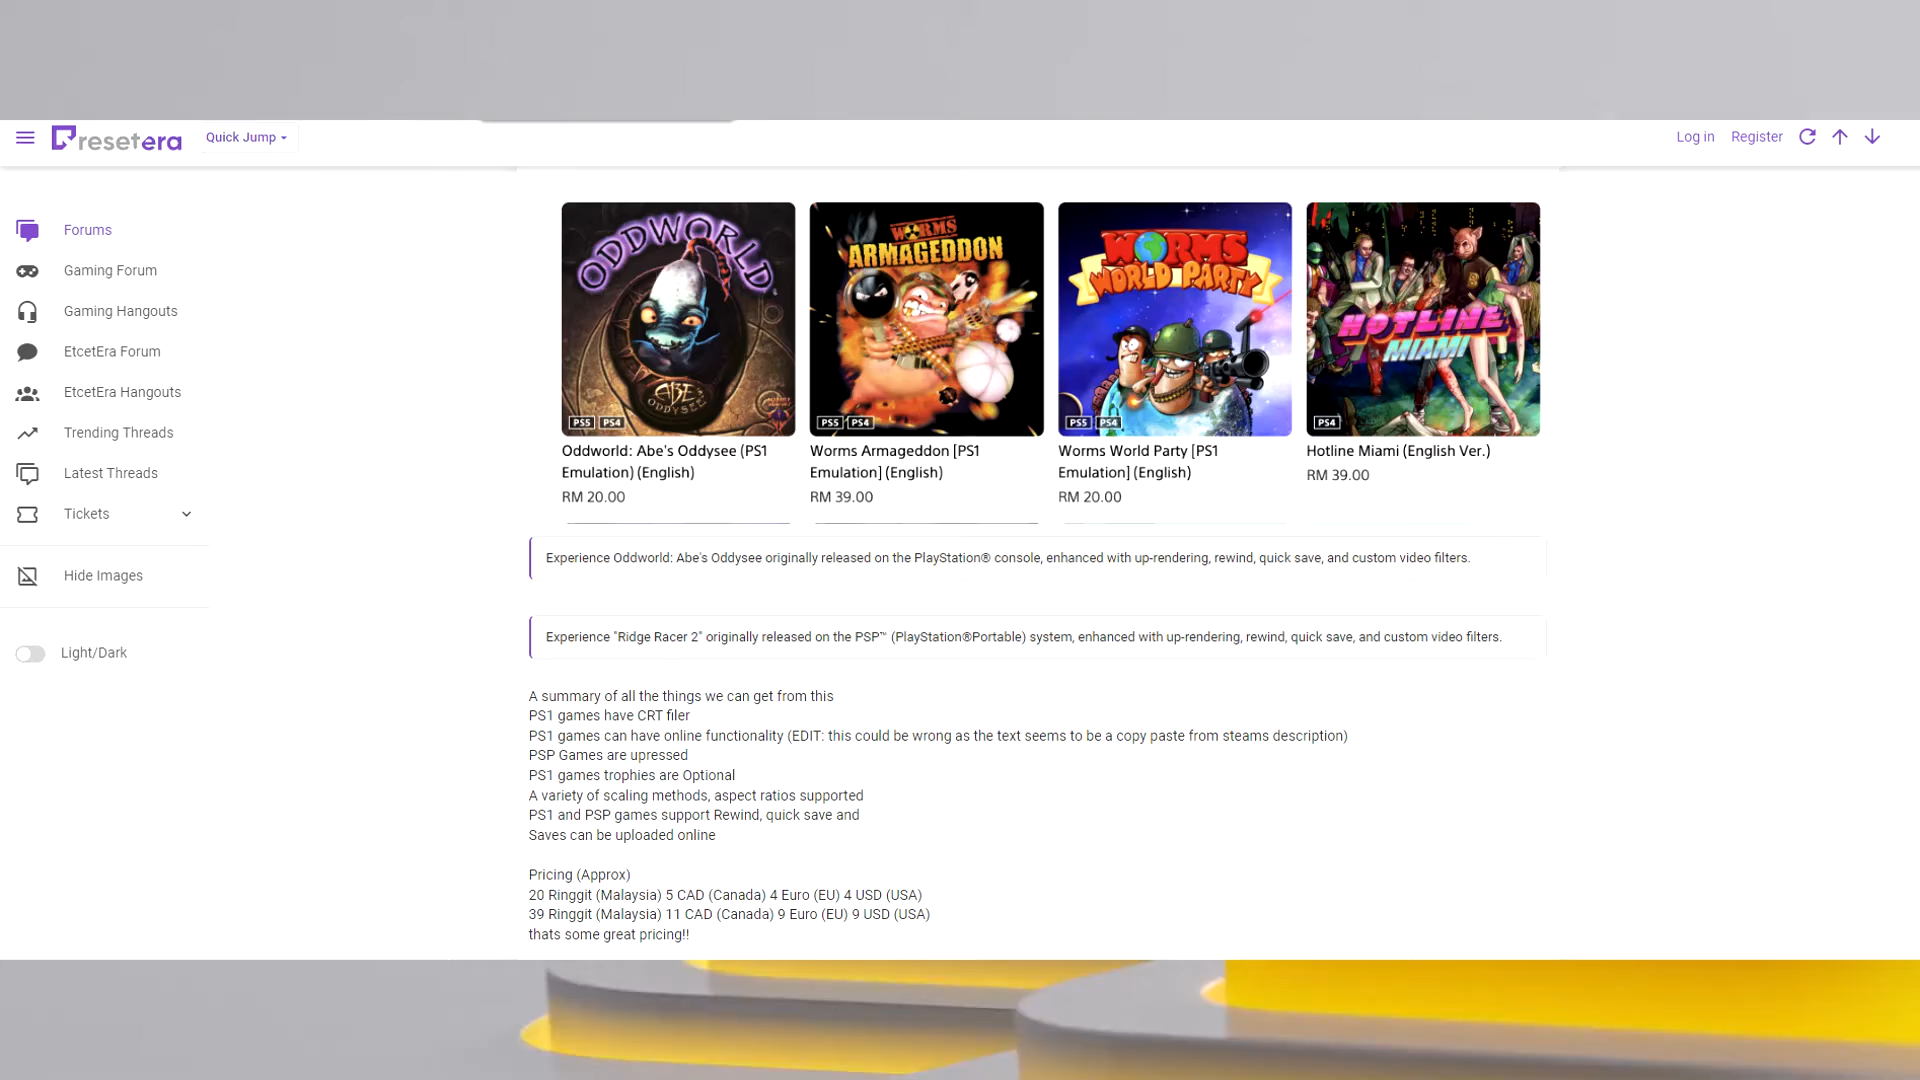 resetera
Quick Jump
Log in
Register
Forums
Gaming Forum
Gaming Hangouts
EtcetEra Forum
EtcetEra Hangouts
Trending Threads
Latest Threads
Tickets
Hide Images
Light/Dark
ODDWORLD
ABE
ODDYSEE
PS5 PS4
Oddworld: Abe's Oddysee (PS1
Emulation) (English)
RM 20.00
WORMS
ARMAGEDDON
PS5 PS4
Worms Armageddon [PS1
Emulation] (English)
RM 39.00
WORMS
WORLD PARTY
PS5 PS4
Worms World Party [PS1
Emulation] (English)
RM 20.00
HOTLINE
MIAMI
PS4
Hotline Miami (English Ver.)
RM 39.00
Experience Oddworld: Abe's Oddysee originally released on the PlayStation® console, enhanced with up-rendering, rewind, quick save, and custom video filters.
Experience "Ridge Racer 2" originally released on the PSP™ (PlayStation®Portable) system, enhanced with up-rendering, rewind, quick save, and custom video filters.
A summary of all the things we can get from this
PS1 games have CRT filer
PS1 games can have online functionality (EDIT: this could be wrong as the text seems to be a copy paste from steams description)
PSP Games are upressed
PS1 games trophies are Optional
A variety of scaling methods, aspect ratios supported
PS1 and PSP games support Rewind, quick save and
Saves can be uploaded online
Pricing (Approx)
20 Ringgit (Malaysia) 5 CAD (Canada) 4 Euro (EU) 4 USD (USA)
39 Ringgit (Malaysia) 11 CAD (Canada) 9 Euro (EU) 9 USD (USA)
thats some great pricing!!